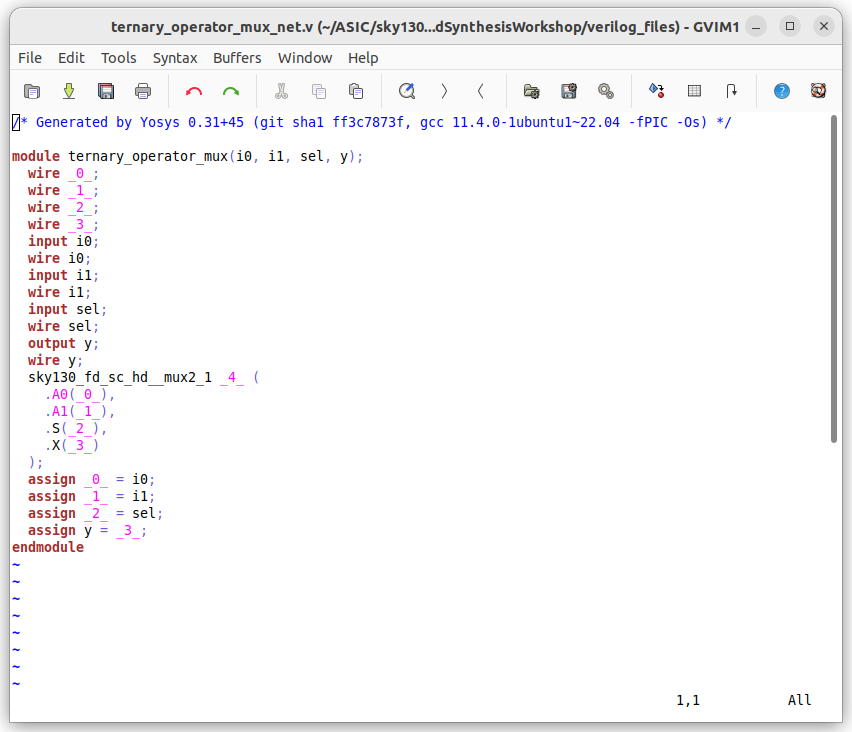 ternary_operator_mux_net.v (~/ASIC/sky130...dSynthesisWorkshop/verilog_files) - GVIM1
File Edit Tools Syntax Buffers Window Help
/* Generated by Yosys 0.31+45 (git sha1 ff3c7873f, gcc 11.4.0-1ubuntu1~22.04 -fPIC -Os) */
module ternary_operator_mux(i0, i1, sel, y);
  wire _0_;
  wire _1_;
  wire _2_;
  wire _3_;
  input i0;
  wire i0;
  input i1;
  wire i1;
  input sel;
  wire sel;
  output y;
  wire y;
  sky130_fd_sc_hd__mux2_1 _4_ (
    .A0(_0_),
    .A1(_1_),
    .S(_2_),
    .X(_3_)
  );
  assign _0_ = i0;
  assign _1_ = i1;
  assign _2_ = sel;
  assign y = _3_;
endmodule
~
~
~
~
~
~
~
~
1,1 All